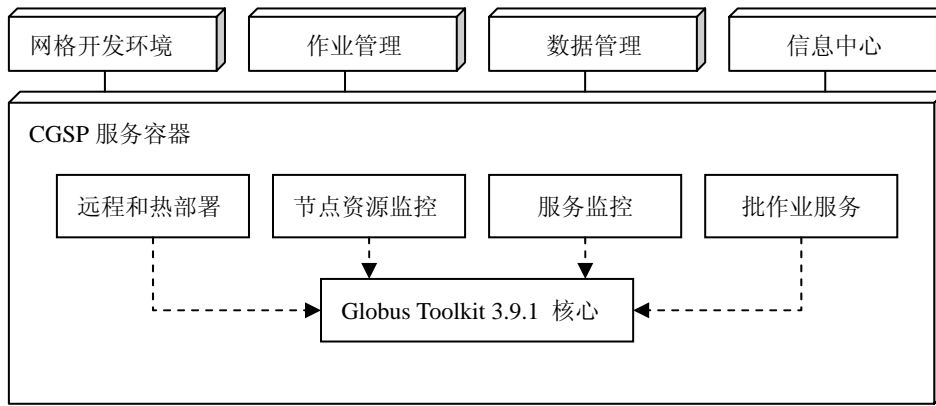 网格开发环境
作业管理
数据管理
信息中心
CGSP 服务容器
远程和热部署
节点资源监控
服务监控
批作业服务
Globus Toolkit 3.9.1 核心